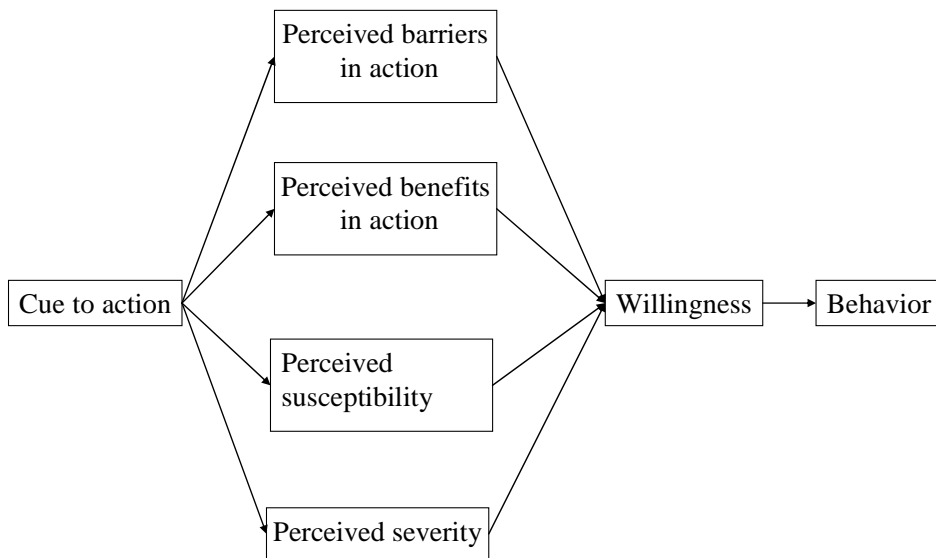 Perceived barriers
in action
Perceived benefits
in action
Cue to action
Willingness
Behavior
Perceived
susceptibility
Perceived severity